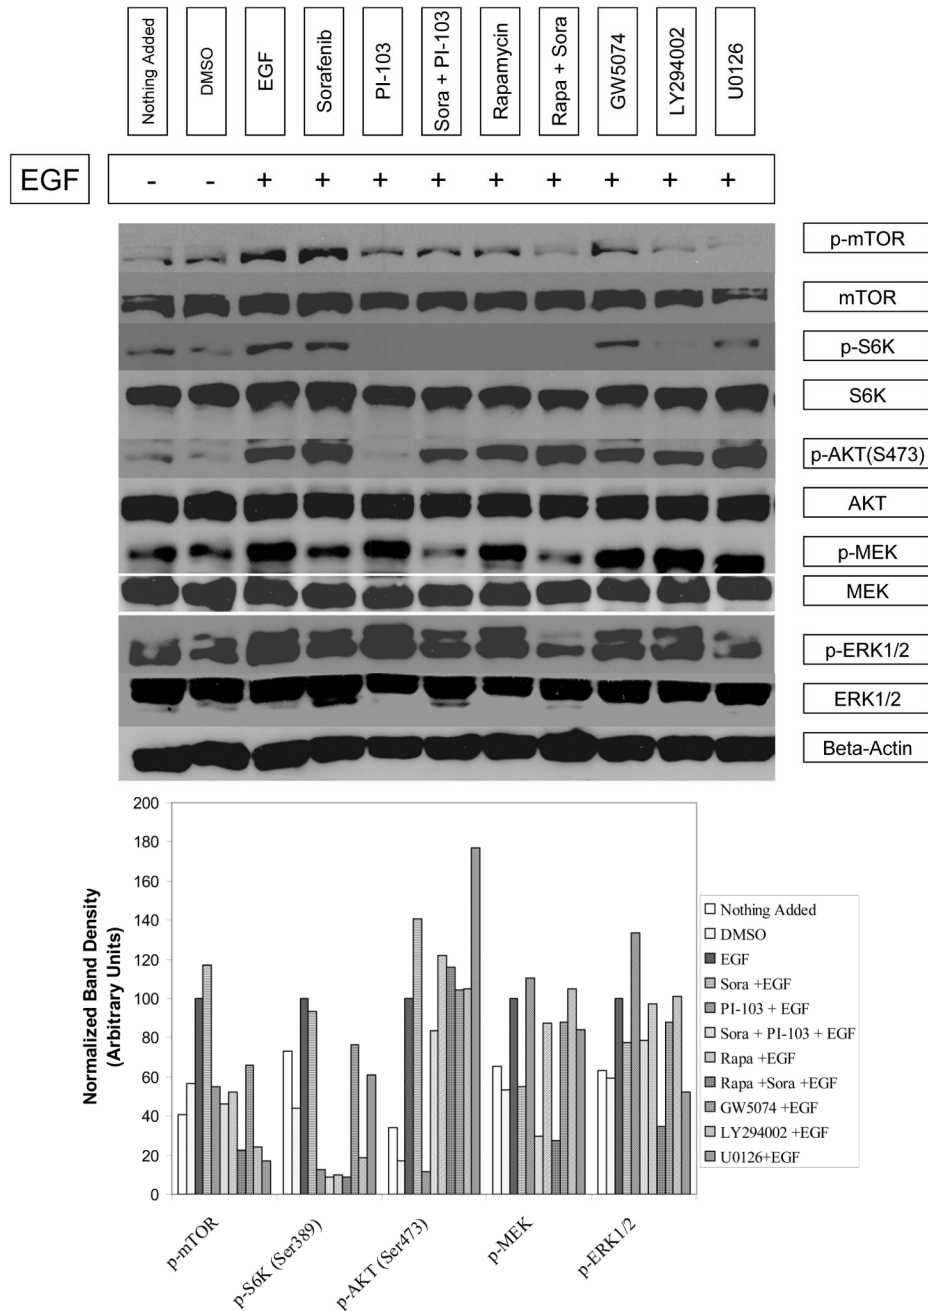 Nothing Added
DMSO
EGF
Sorafenib
PI-103
Sora + PI-103
Rapamycin
Rapa + Sora
GW5074
LY294002
U0126
EGF - - + + + + + + + + +
p-mTOR
mTOR
p-S6K
S6K
p-AKT(S473)
AKT
p-MEK
MEK
p-ERK1/2
ERK1/2
Beta-Actin
Normalized Band Density
(Arbitrary Units)
200
180
160
140
120
100
80
60
40
20
0
p-mTOR
p-S6K (Ser389)
p-AKT (Ser473)
p-MEK
p-ERK1/2
Nothing Added
DMSO
EGF
Sora +EGF
PI-103 + EGF
Sora + PI-103 + EGF
Rapa +EGF
Rapa +Sora +EGF
GW5074 +EGF
LY294002 +EGF
U0126+EGF